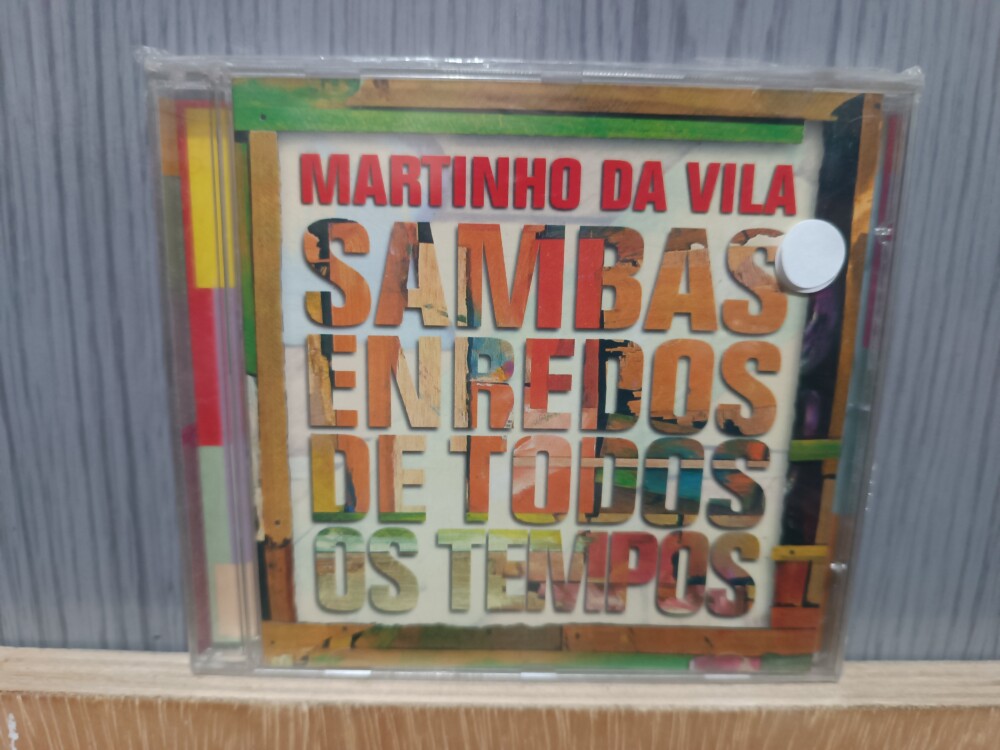 MARTINHO DA VILA
SAMBAS
ENREDOS
DE TODOS
OS TEMPOS